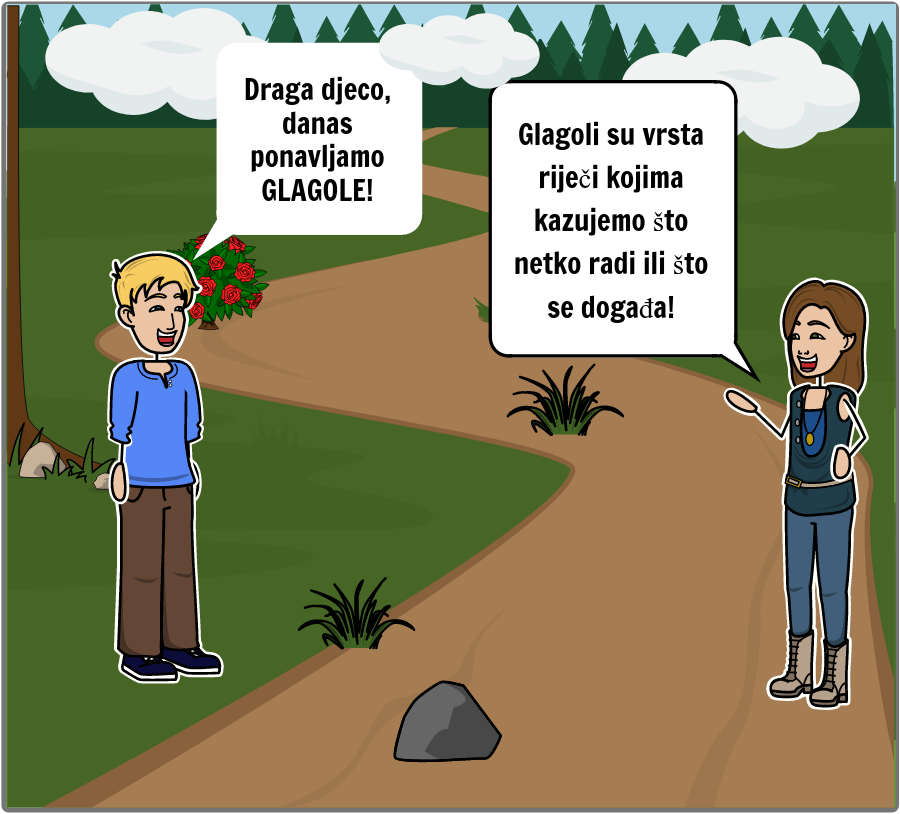 Draga djeco,
danas
ponavljamo
GLAGOLE!
Glagoli su vrsta
riječi kojima
kazujemo što
netko radi ili što
se događa!